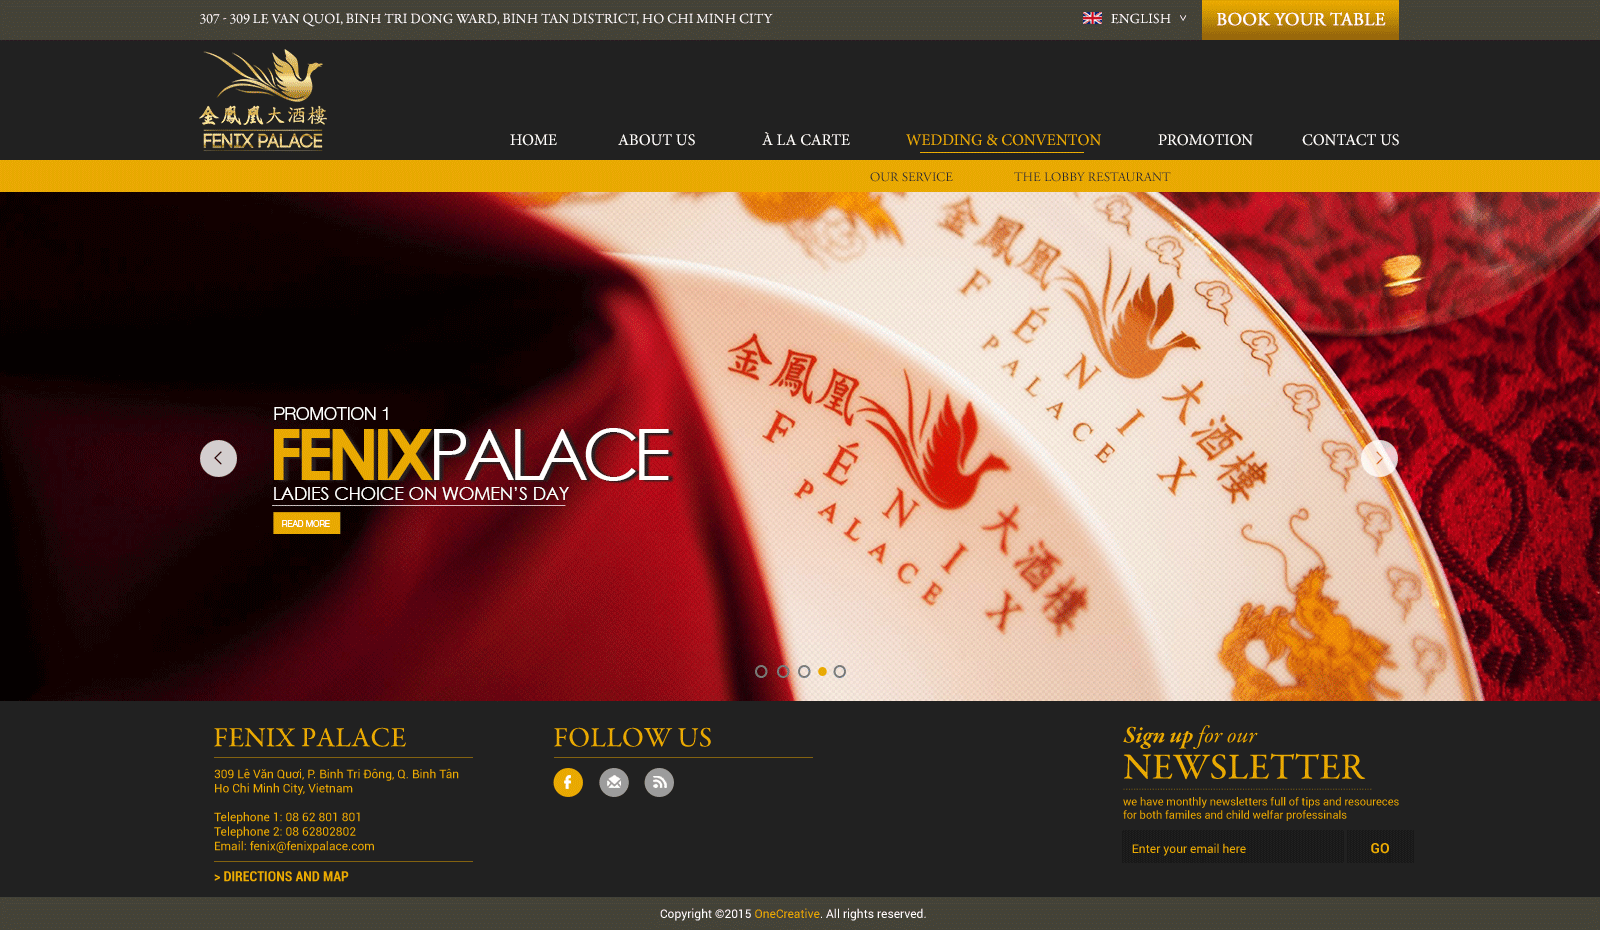 307 - 309 LE VAN QUOI, BINH TRI DONG WARD, BINH TAN DISTRICT, HO CHI MINH CITY
ENGLISH
BOOK YOUR TABLE
金鳳凰大酒樓
FENIX PALACE
HOME
ABOUT US
À LA CARTE
WEDDING & CONVENTON
PROMOTION
CONTACT US
OUR SERVICE
THE LOBBY RESTAURANT
金鳳凰大酒樓
FÉNIX
PALACE
金鳳凰大酒樓
FÉNIX
PALACE
PROMOTION 1
FENIXPALACE
LADIES CHOICE ON WOMEN'S DAY
READ MORE
FENIX PALACE
309 Lê Văn Quơi, P. Bình Trí Đông, Q. Bình Tân
Ho Chi Minh City, Vietnam
Telephone 1: 08 62 801 801
Telephone 2: 08 62802802
Email: fenix@fenixpalace.com
> DIRECTIONS AND MAP
FOLLOW US
Sign up for our
NEWSLETTER
we have monthly newsletters full of tips and resoureces
for both familes and child welfar professinals
Enter your email here
GO
Copyright ©2015 OneCreative. All rights reserved.